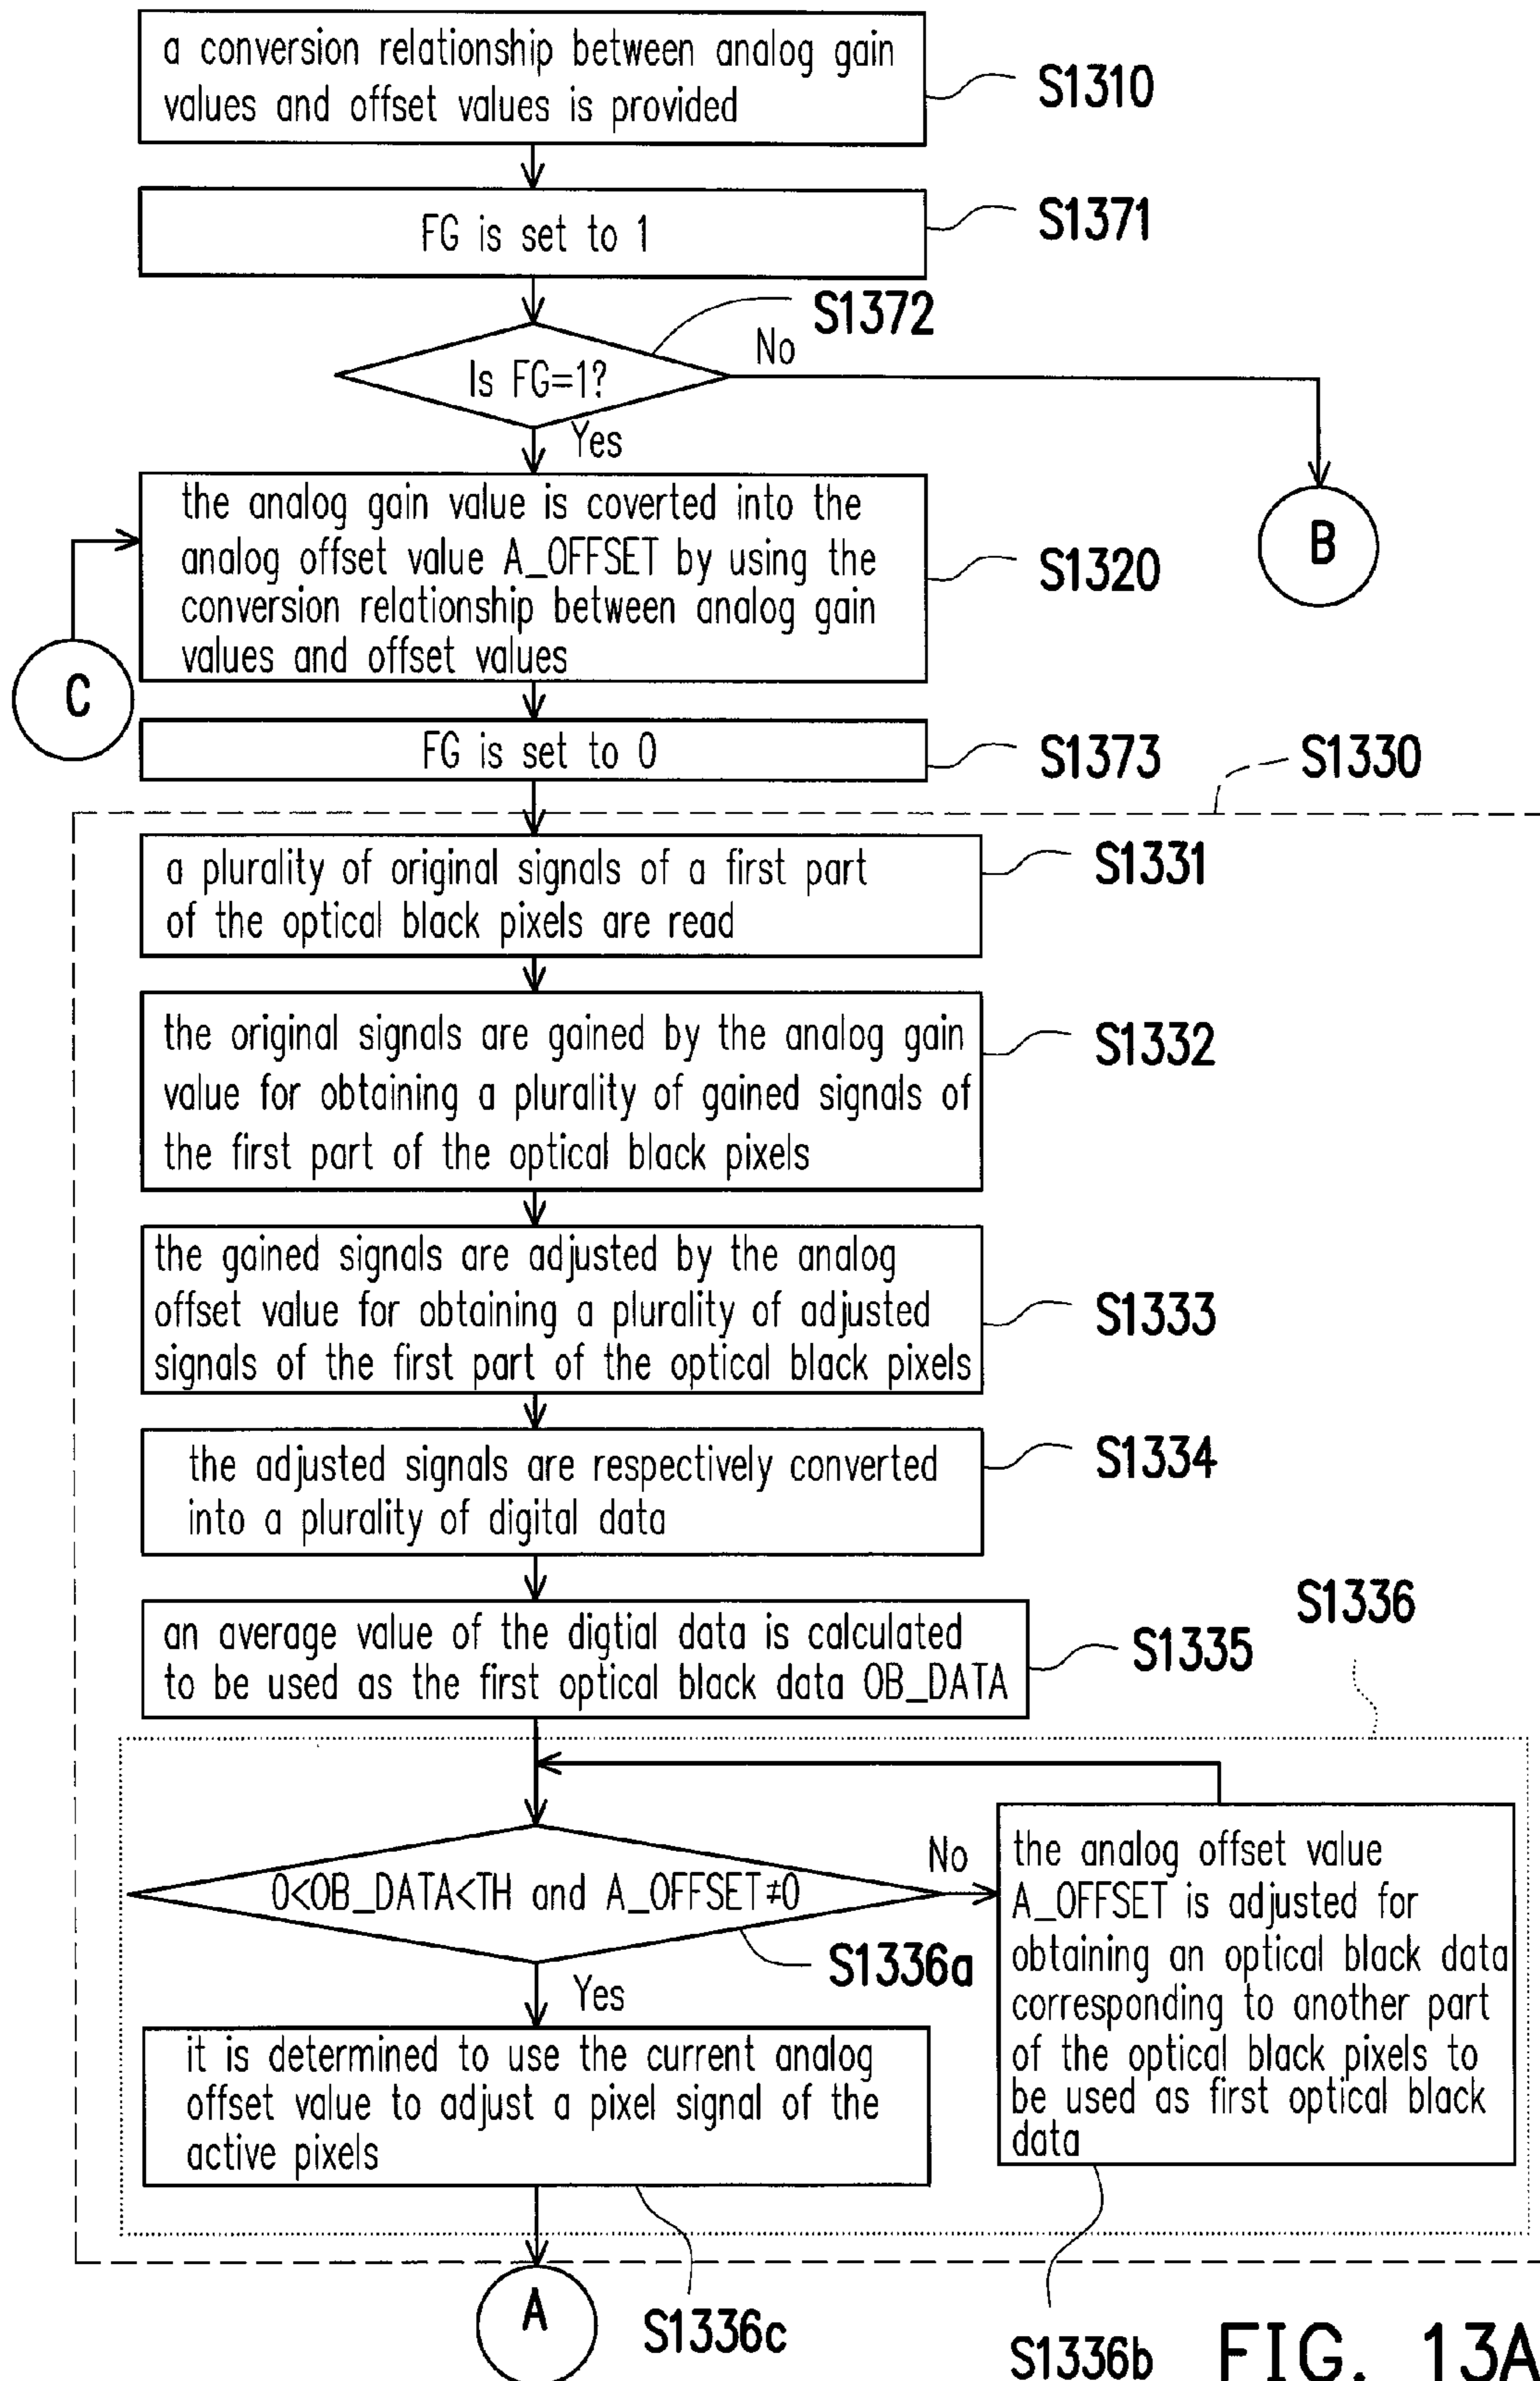 a conversion relationship between analog gain
values and offset values is provided
S1310
FG is set to 1
S1371
S1372
Is FG=1?
No
Yes
B
the analog gain value is coverted into the
analog offset value A_OFFSET by using the
conversion relationship between analog gain
values and offset values
S1320
C
FG is set to 0
S1373
S1330
a plurality of original signals of a first part
of the optical black pixels are read
S1331
the original signals are gained by the analog gain
value for obtaining a plurality of gained signals of
the first part of the optical black pixels
S1332
the gained signals are adjusted by the analog
offset value for obtaining a plurality of adjusted
signals of the first part of the optical black pixels
S1333
the adjusted signals are respectively converted
into a plurality of digital data
S1334
an average value of the digtial data is calculated
to be used as the first optical black data OB_DATA
S1335
S1336
0<OB_DATA<TH and A_OFFSET≠0
No
S1336a
Yes
the analog offset value
A_OFFSET is adjusted for
obtaining an optical black data
corresponding to another part
of the optical black pixels to
be used as first optical black
data
it is determined to use the current analog
offset value to adjust a pixel signal of the
active pixels
A
S1336c
S1336b
FIG. 13A